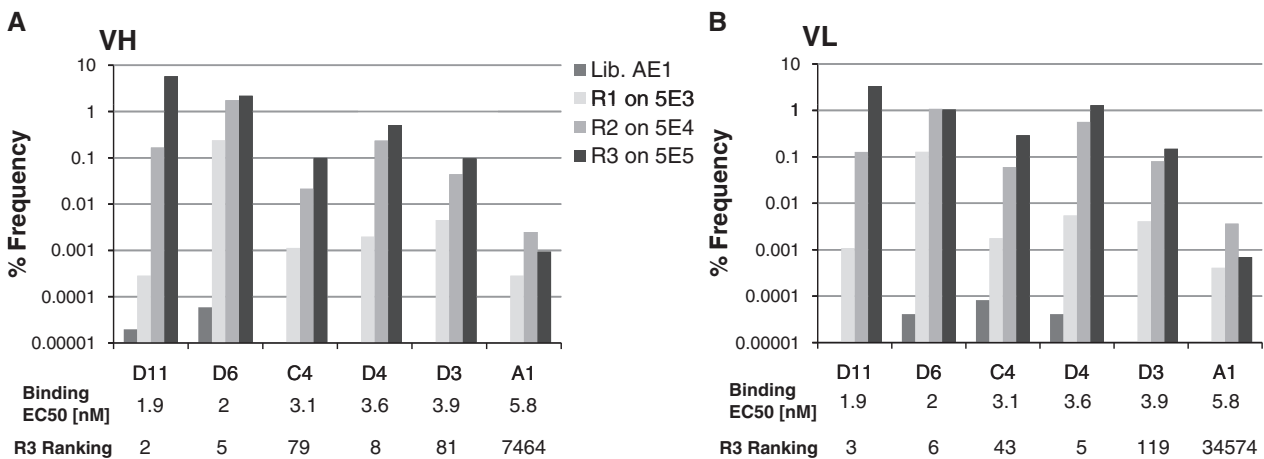 A
VH
% Frequency
10
1
0.1
0.01
0.001
0.0001
0.00001
D11 D6 C4 D4 D3 A1
Binding EC50 [nM] 1.9 2 3.1 3.6 3.9 5.8
R3 Ranking 2 5 79 8 81 7464
Lib. AE1
R1 on 5E3
R2 on 5E4
R3 on 5E5
B
VL
% Frequency
10
1
0.1
0.01
0.001
0.0001
0.00001
D11 D6 C4 D4 D3 A1
Binding
EC50 [nM] 1.9 2 3.1 3.6 3.9 5.8
R3 Ranking 3 6 43 5 119 34574